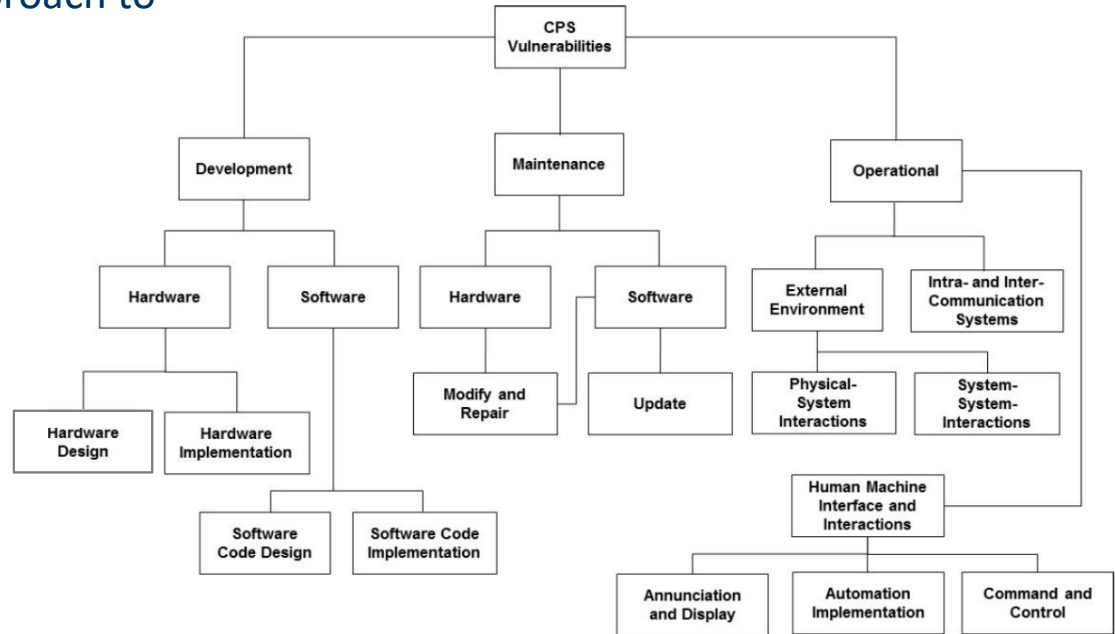 CPS
Vulnerabilities
Development
Maintenance
Operational
Hardware
Software
Hardware
Software
External
Environment
Intra- and Inter-
Communication
Systems
Modify and
Repair
Update
Physical-
System
Interactions
System-
System-
Interactions
Hardware
Design
Hardware
Implementation
Human Machine
Interface and
Interactions
Software
Code Design
Software Code
Implementation
Annunciation
and Display
Automation
Implementation
Command and
Control